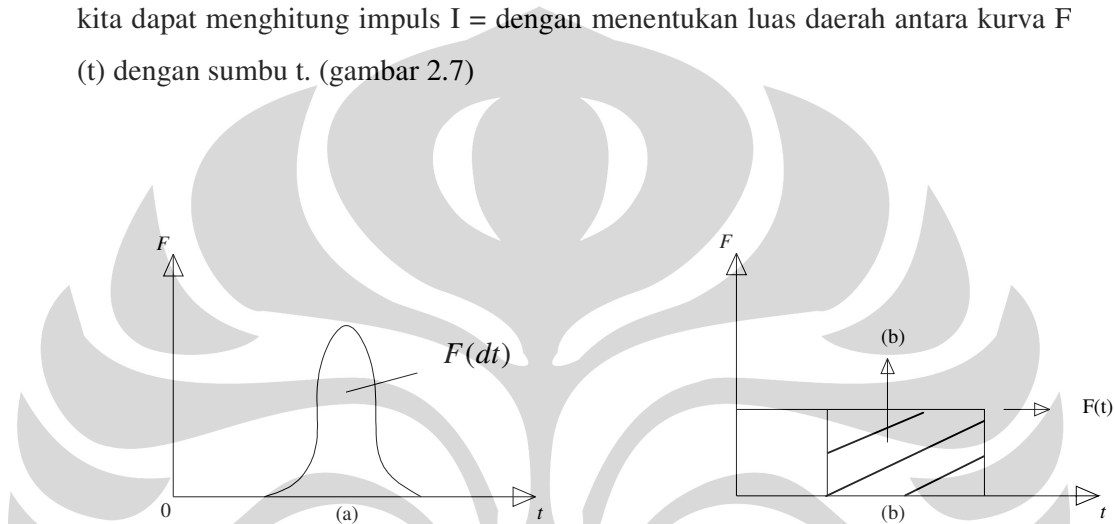 kita dapat menghitung impuls I = dengan menentukan luas daerah antara kurva F
(t) dengan sumbu t. (gambar 2.7)
F
F(dt)
0
(a)
t
F
(b)
F(t)
(b)
t